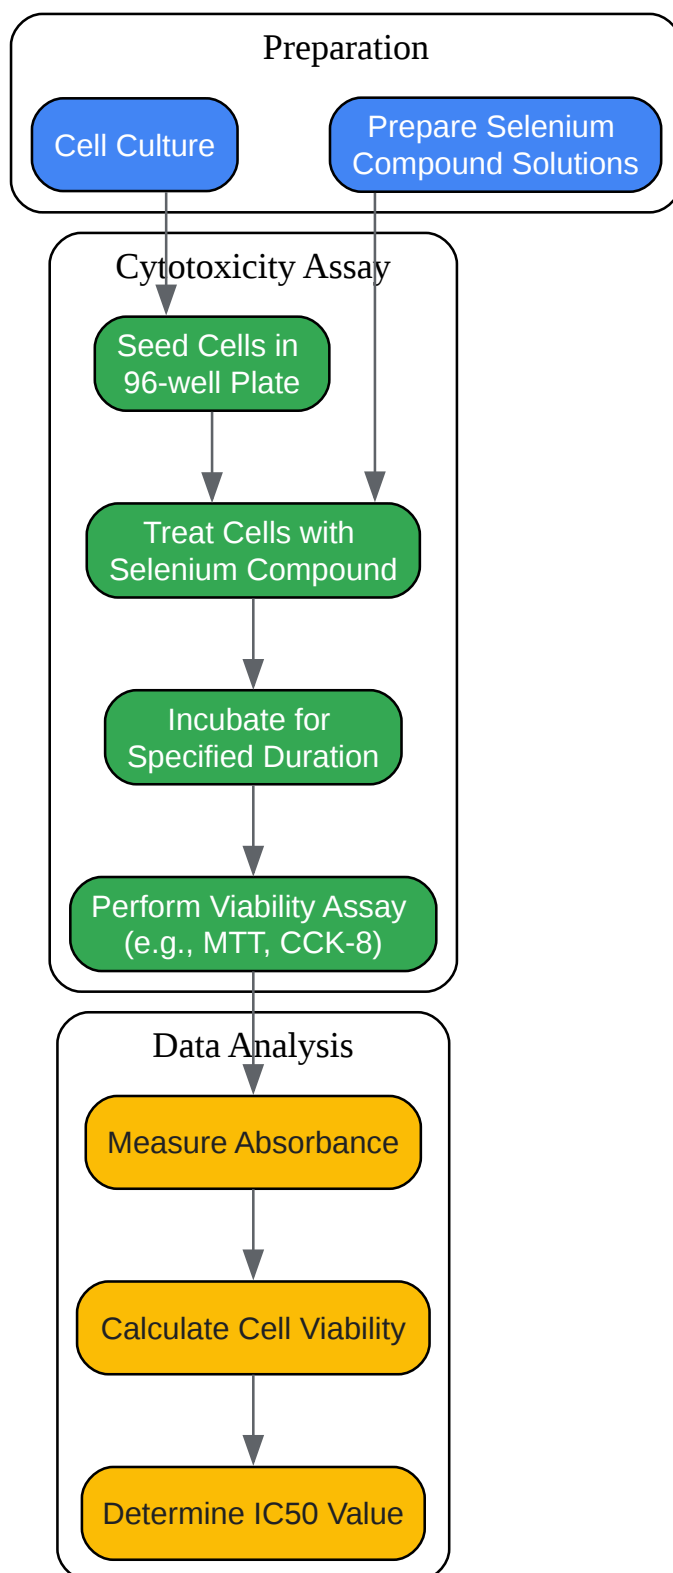 Preparation
Cell Culture
Prepare Selenium
Compound Solutions
Cytotoxicity Assay
Seed Cells in
96-well Plate
Treat Cells with
Selenium Compound
Incubate for
Specified Duration
Perform Viability Assay
(e.g., MTT, CCK-8)
Data Analysis
Measure Absorbance
Calculate Cell Viability
Determine IC50 Value